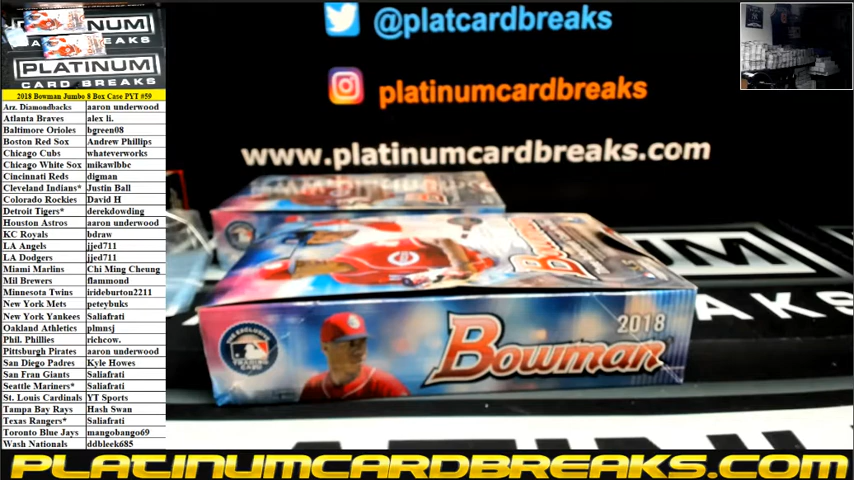 @platcardbreaks
platinumcardbreaks
www.platinumcardbreaks.com
PLATINUM
CARD BREAKS
2018 Bowman Jumbo 8 Box Case PYT #59
Arz. Diamondbacks aaron underwood
Atlanta Braves alex li.
Baltimore Orioles bgreen08
Boston Red Sox Andrew Phillips
Chicago Cubs whateverworks
Chicago White Sox mikawlbbc
Cincinnati Reds digman
Cleveland Indians* Justin Ball
Colorado Rockies David H
Detroit Tigers* derekdowding
Houston Astros aaron underwood
KC Royals bdraw
LA Angels jjed711
LA Dodgers jjed711
Miami Marlins Chi Ming Cheung
Mil Brewers flammond
Minnesota Twins irideburton2211
New York Mets peteybuks
New York Yankees Saliafrati
Oakland Athletics plmnsj
Phil. Phillies richcow.
Pittsburgh Pirates aaron underwood
San Diego Padres Kyle Howes
San Fran Giants Saliafrati
Seattle Mariners* Saliafrati
St. Louis Cardinals YT Sports
Tampa Bay Rays Hash Swan
Texas Rangers* Saliafrati
Toronto Blue Jays mangobango69
Wash Nationals ddbleek685
Bowman
2018
Bowman
PLATINUMCARDBREAKS.COM